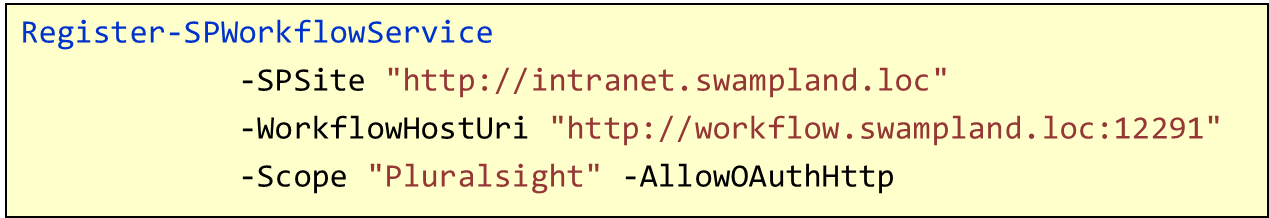 Register-SPWorkflowService
-SPSite "http://intranet.swampland.loc"
-WorkflowHostUri "http://workflow.swampland.loc:12291"
-Scope "Pluralsight" -AllowOAuthHttp